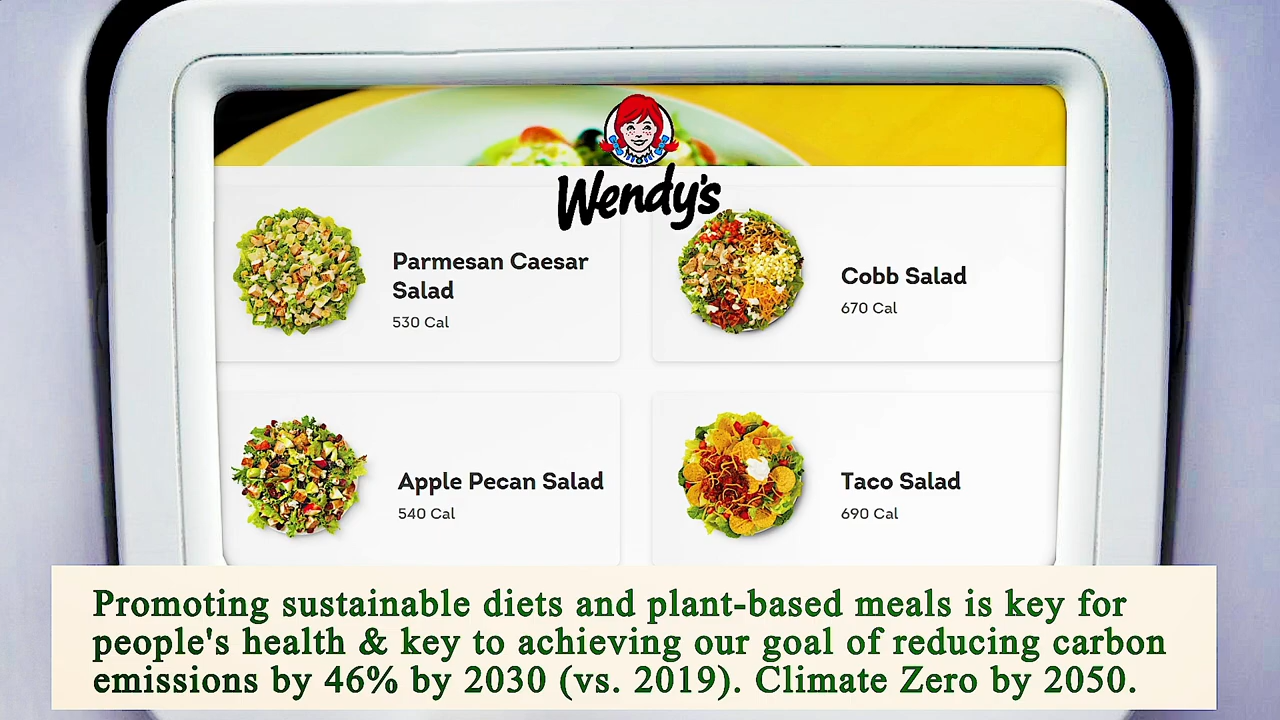 Wendy's
Parmesan Caesar
Salad
530 Cal
Cobb Salad
670 Cal
Apple Pecan Salad
540 Cal
Taco Salad
690 Cal
Promoting sustainable diets and plant-based meals is key for
people's health & key to achieving our goal of reducing carbon
emissions by 46% by 2030 (vs. 2019). Climate Zero by 2050.